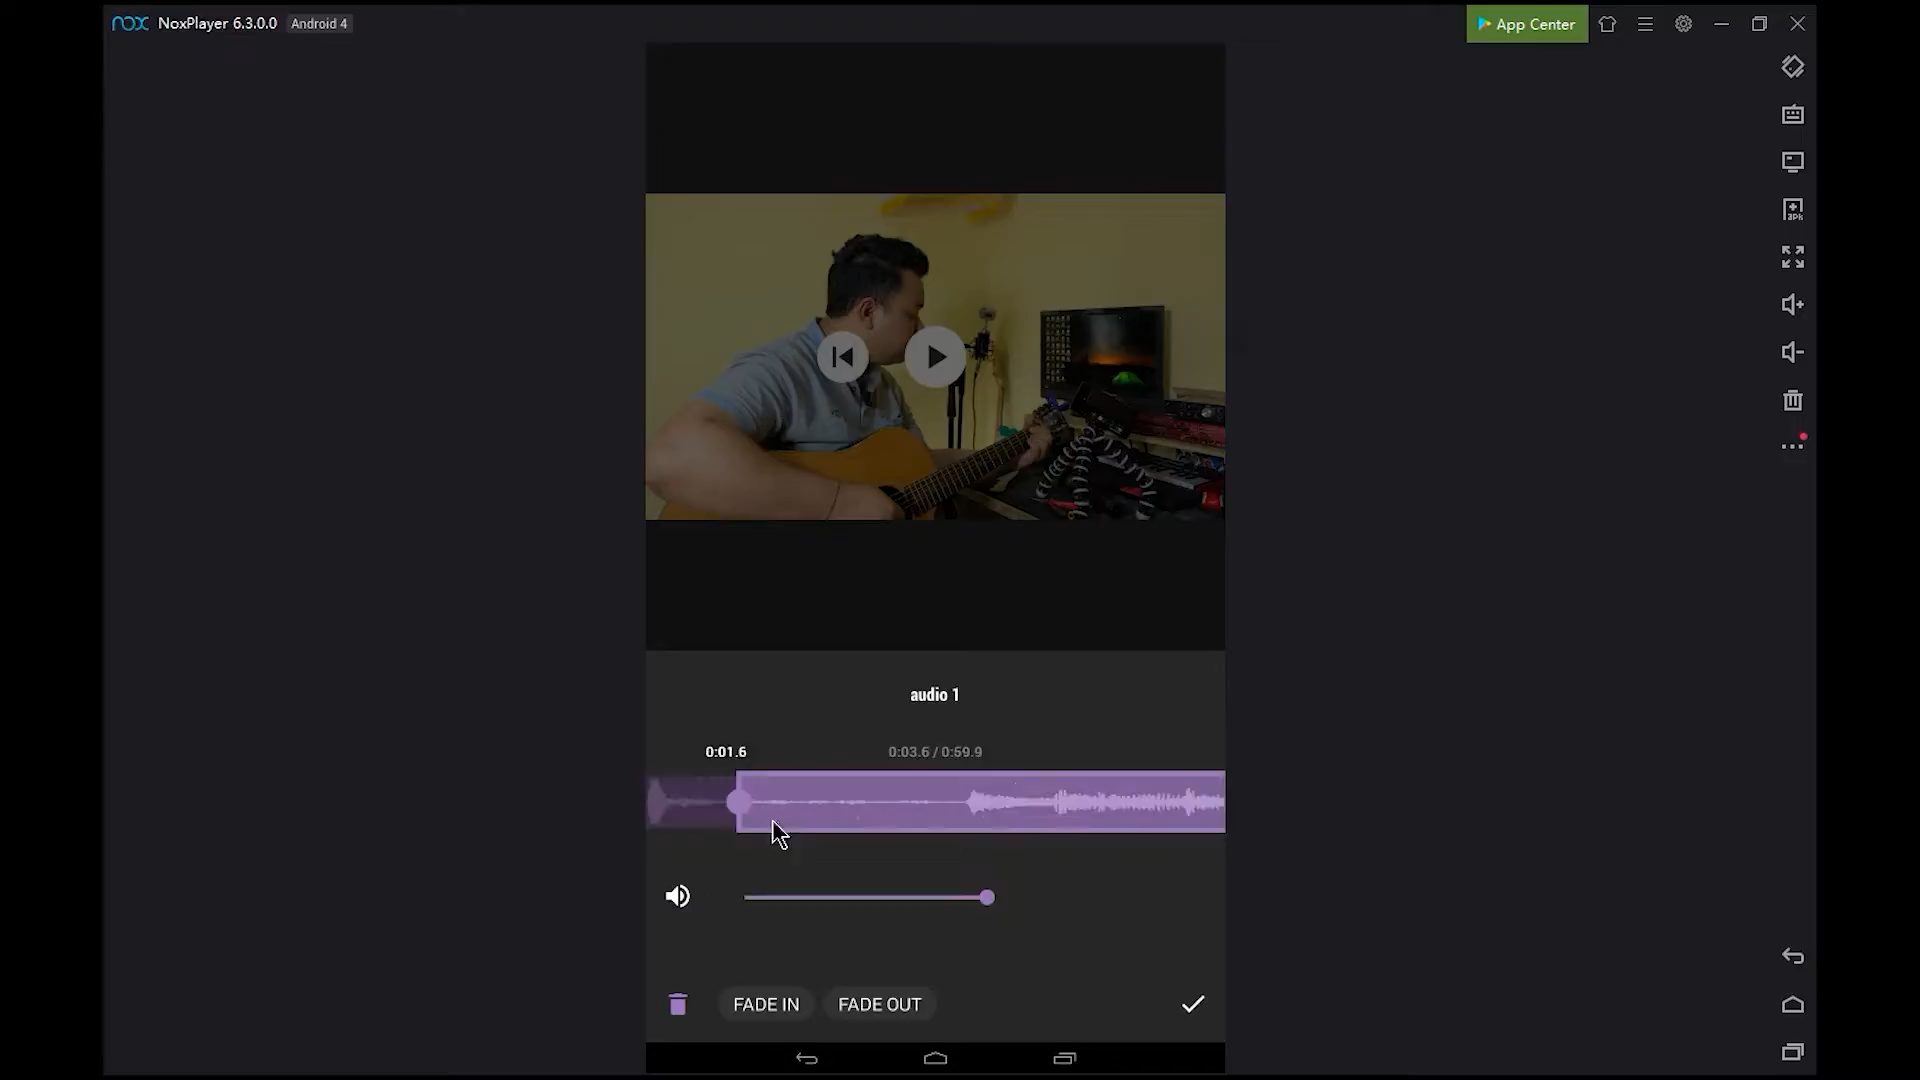 nox NoxPlayer 6.3.0.0 Android 4
App Center
audio 1
0:01.6
0:03.6 / 0:59.9
FADE IN
FADE OUT